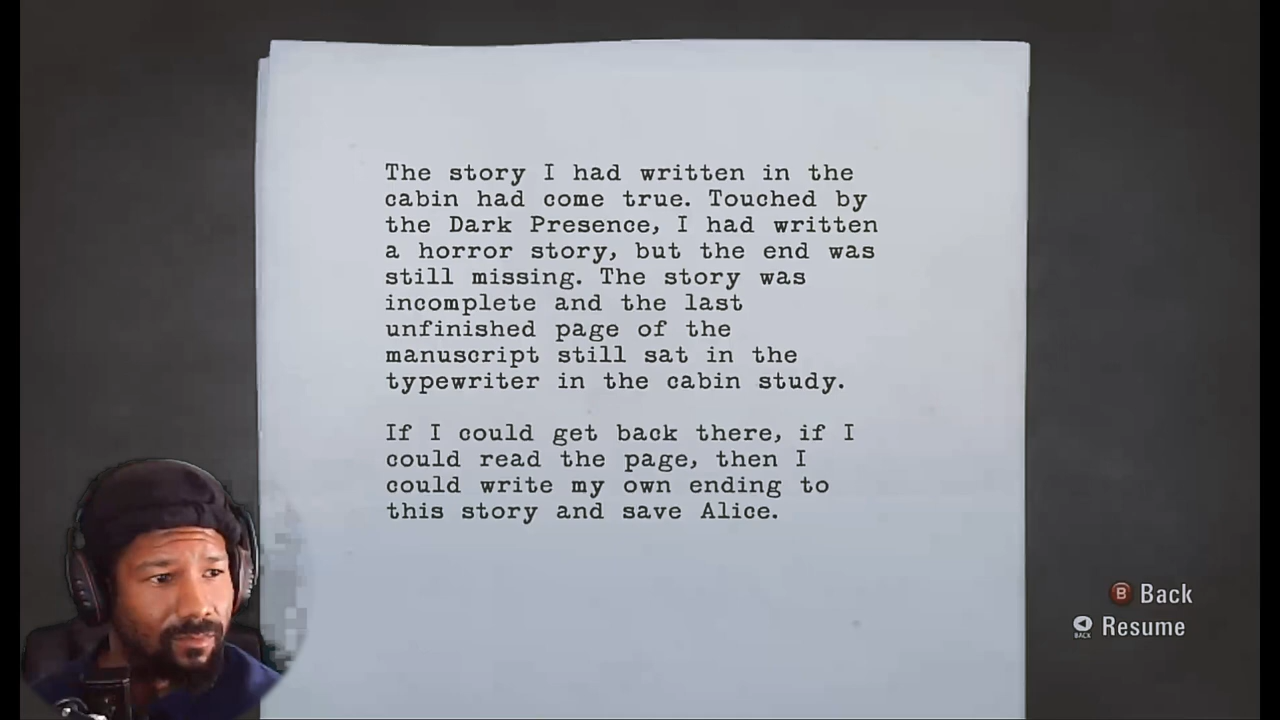 The story I had written in the
cabin had come true. Touched by
the Dark Presence, I had written
a horror story, but the end was
still missing. The story was
incomplete and the last
unfinished page of the
manuscript still sat in the
typewriter in the cabin study.
If I could get back there, if I
could read the page, then I
could write my own ending to
this story and save Alice.
B Back
BACK Resume